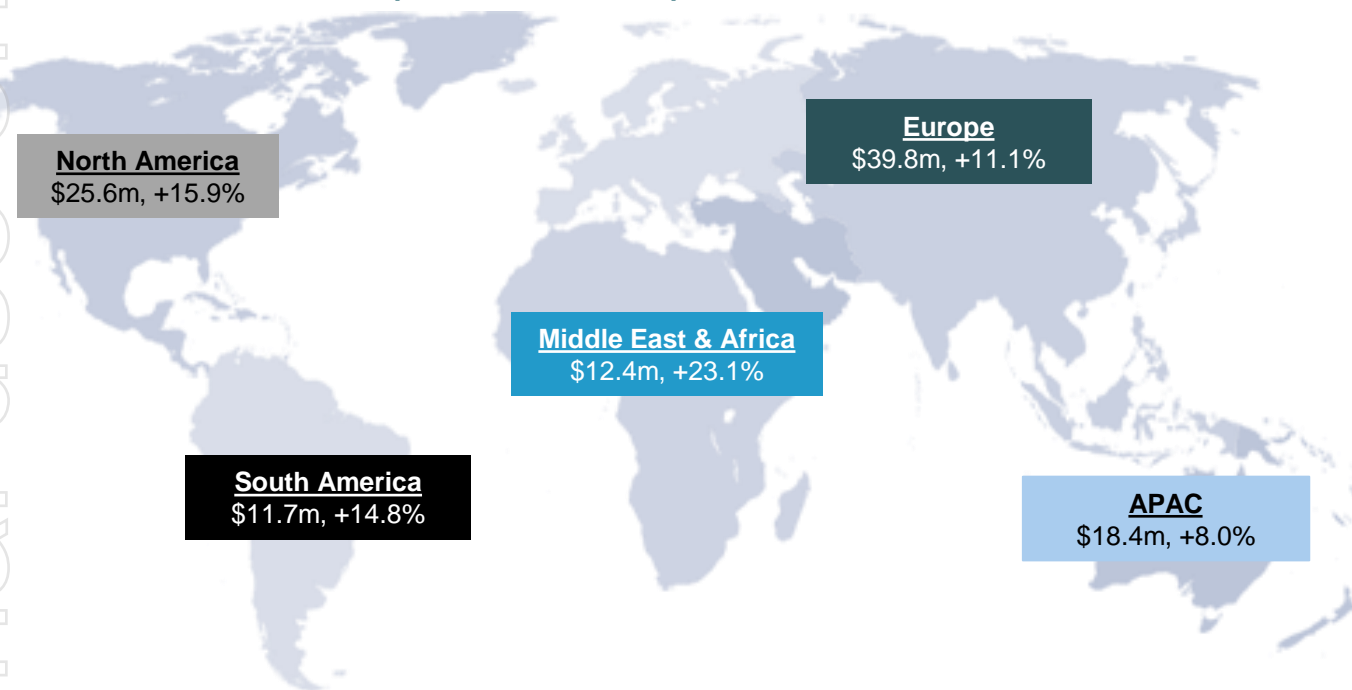 North America
$25.6m, +15.9%
Europe
$39.8m, +11.1%
Middle East & Africa
$12.4m, +23.1%
South America
$11.7m, +14.8%
APAC
$18.4m, +8.0%